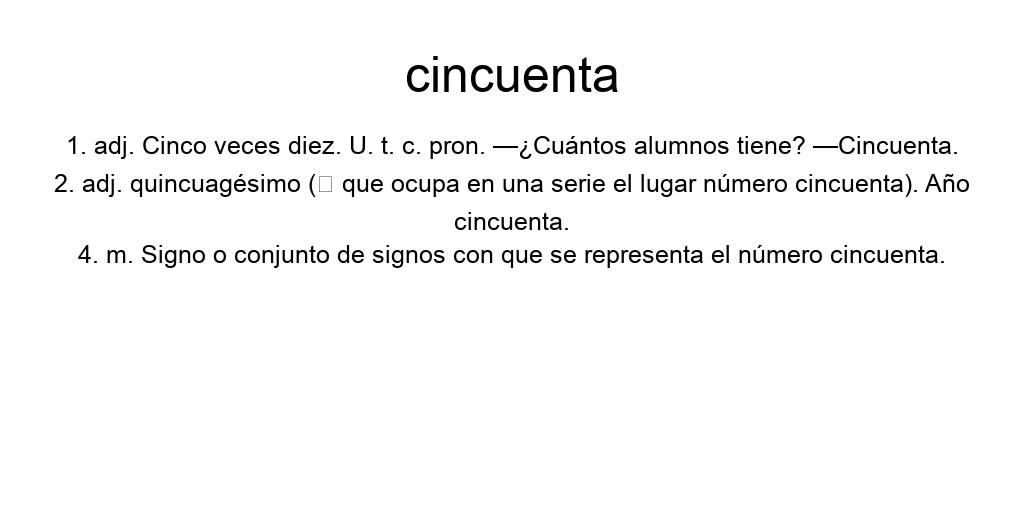 cincuenta
1. adj. Cinco veces diez. U. t. c. pron. —¿Cuántos alumnos tiene? —Cincuenta.
2. adj. quincuagésimo (□ que ocupa en una serie el lugar número cincuenta). Año
cincuenta.
4. m. Signo o conjunto de signos con que se representa el número cincuenta.